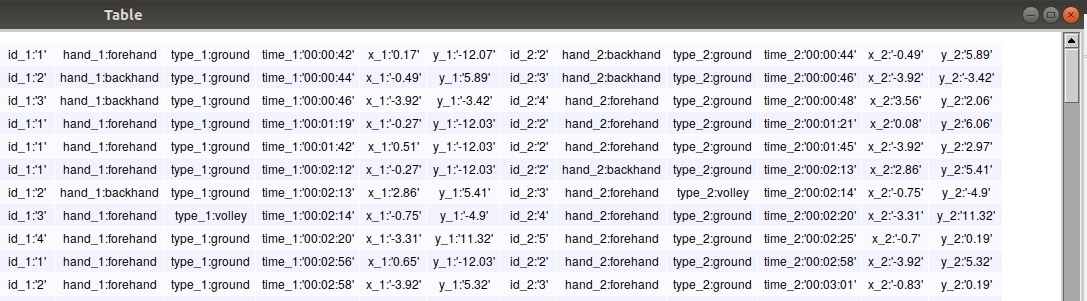 Table
id_1:'1' hand_1:forehand type_1:ground time_1:'00:00:42' x_1:'0.17' y_1:'-12.07' id_2:'2' hand_2:backhand type_2:ground time_2:'00:00:44' x_2:'-0.49' y_2:'5.89'
id_1:'2' hand_1:backhand type_1:ground time_1:'00:00:44' x_1:'-0.49' y_1:'5.89' id_2:'3' hand_2:backhand type_2:ground time_2:'00:00:46' x_2:'-3.92' y_2:'-3.42'
id_1:'3' hand_1:backhand type_1:ground time_1:'00:00:46' x_1:'-3.92' y_1:'-3.42' id_2:'4' hand_2:forehand type_2:ground time_2:'00:00:48' x_2:'3.56' y_2:'2.06'
id_1:'1' hand_1:forehand type_1:ground time_1:'00:01:19' x_1:'-0.27' y_1:'-12.03' id_2:'2' hand_2:forehand type_2:ground time_2:'00:01:21' x_2:'0.08' y_2:'6.06'
id_1:'1' hand_1:forehand type_1:ground time_1:'00:01:42' x_1:'0.51' y_1:'-12.03' id_2:'2' hand_2:forehand type_2:ground time_2:'00:01:45' x_2:'-3.92' y_2:'2.97'
id_1:'1' hand_1:forehand type_1:ground time_1:'00:02:12' x_1:'-0.27' y_1:'-12.03' id_2:'2' hand_2:backhand type_2:ground time_2:'00:02:13' x_2:'2.86' y_2:'5.41'
id_1:'2' hand_1:backhand type_1:ground time_1:'00:02:13' x_1:'2.86' y_1:'5.41' id_2:'3' hand_2:forehand type_2:volley time_2:'00:02:14' x_2:'-0.75' y_2:'-4.9'
id_1:'3' hand_1:forehand type_1:volley time_1:'00:02:14' x_1:'-0.75' y_1:'-4.9' id_2:'4' hand_2:forehand type_2:ground time_2:'00:02:20' x_2:'-3.31' y_2:'11.32'
id_1:'4' hand_1:forehand type_1:ground time_1:'00:02:20' x_1:'-3.31' y_1:'11.32' id_2:'5' hand_2:forehand type_2:ground time_2:'00:02:25' x_2:'-0.7' y_2:'0.19'
id_1:'1' hand_1:forehand type_1:ground time_1:'00:02:56' x_1:'0.65' y_1:'-12.03' id_2:'2' hand_2:forehand type_2:ground time_2:'00:02:58' x_2:'-3.92' y_2:'5.32'
id_1:'2' hand_1:forehand type_1:ground time_1:'00:02:58' x_1:'-3.92' y_1:'5.32' id_2:'3' hand_2:forehand type_2:ground time_2:'00:03:01' x_2:'-0.83' y_2:'0.19'